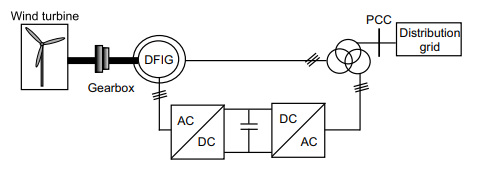 Wind turbine
Gearbox
DFIG
PCC
Distribution
grid
AC
DC
DC
AC